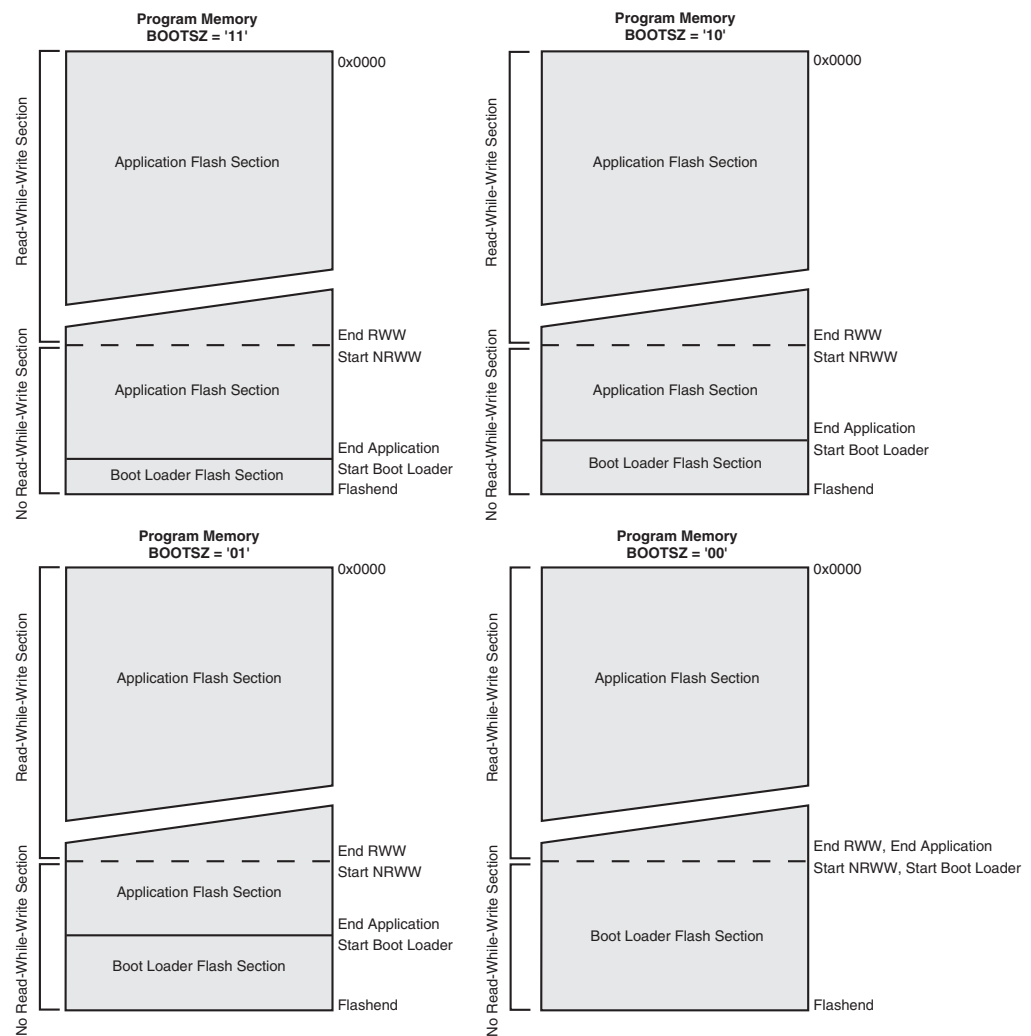 Program Memory
BOOTSZ = '11'
0x0000
Read-While-Write Section
Application Flash Section
End RWW
Start NRWW
No Read-While-Write Section
Application Flash Section
End Application
Start Boot Loader
Boot Loader Flash Section
Flashend
Program Memory
BOOTSZ = '10'
0x0000
Read-While-Write Section
Application Flash Section
End RWW
Start NRWW
No Read-While-Write Section
Application Flash Section
End Application
Start Boot Loader
Boot Loader Flash Section
Flashend
Program Memory
BOOTSZ = '01'
0x0000
Read-While-Write Section
Application Flash Section
End RWW
Start NRWW
No Read-While-Write Section
Application Flash Section
End Application
Start Boot Loader
Boot Loader Flash Section
Flashend
Program Memory
BOOTSZ = '00'
0x0000
Read-While-Write Section
Application Flash Section
End RWW, End Application
Start NRWW, Start Boot Loader
No Read-While-Write Section
Boot Loader Flash Section
Flashend